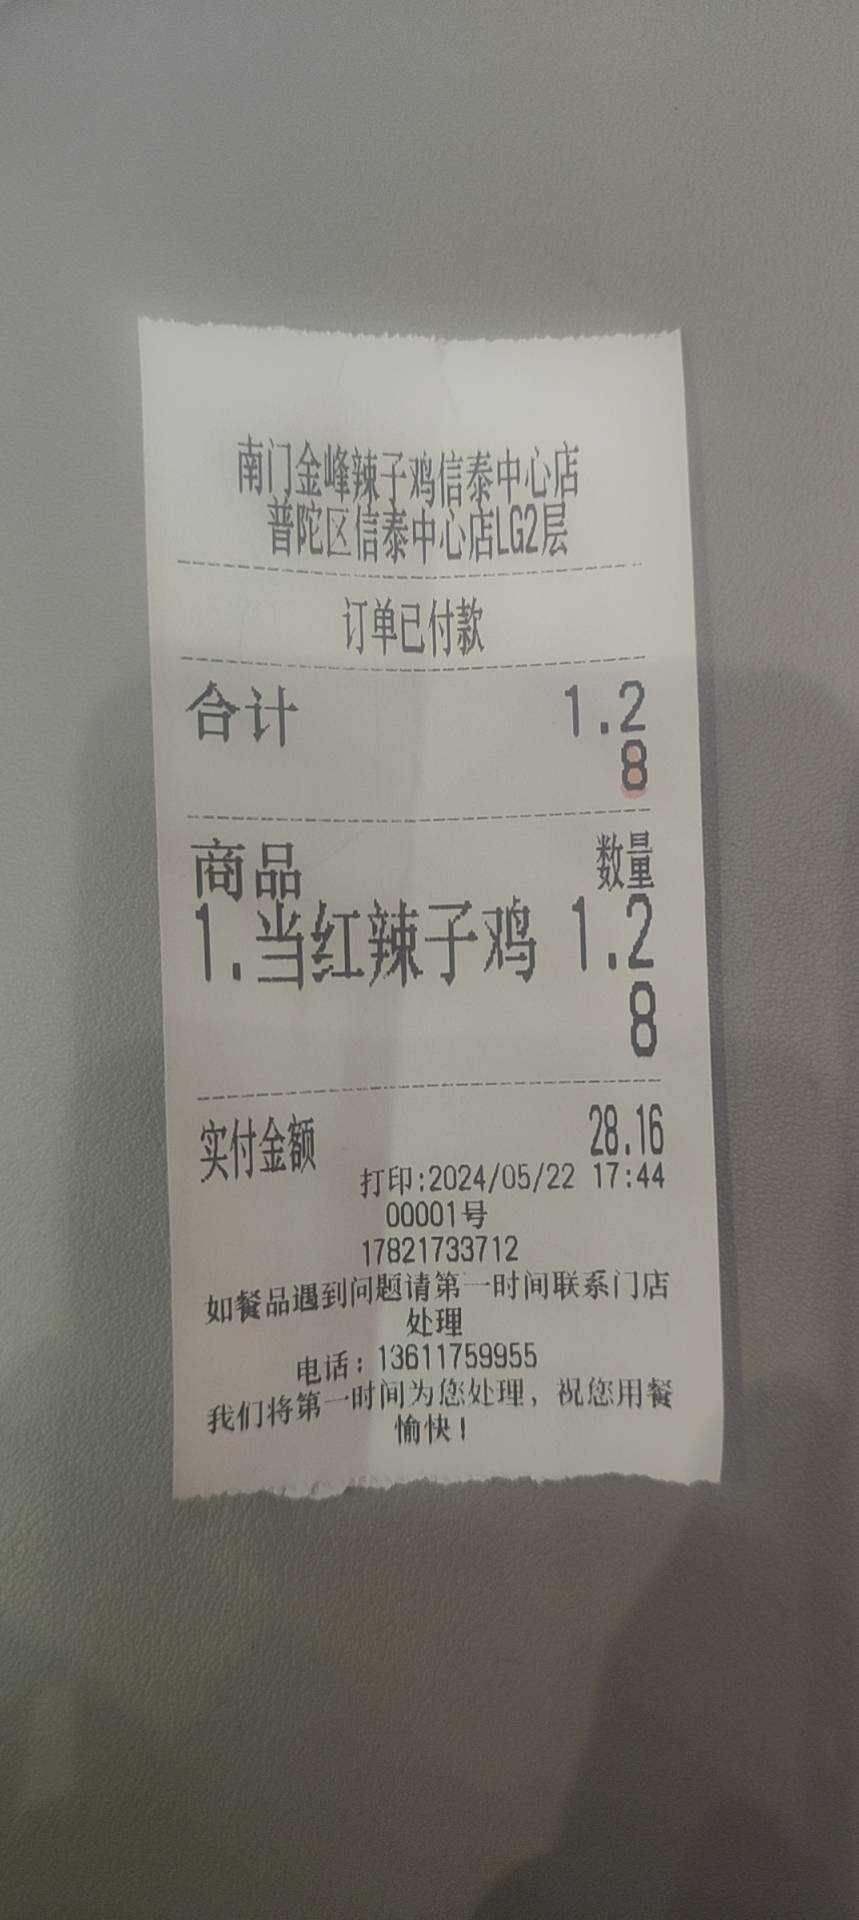 南门金峰辣子鸡信泰中心店
普陀区信泰中心店LG2层
订单已付款
合计 1.2
8
商品 数量
1.当红辣子鸡 1.2
8
实付金额 28.16
打印:2024/05/22 17:44
00001号
17821733712
如餐品遇到问题请第一时间联系门店
处理
电话：13611759955
我们将第一时间为您处理，祝您用餐
愉快！